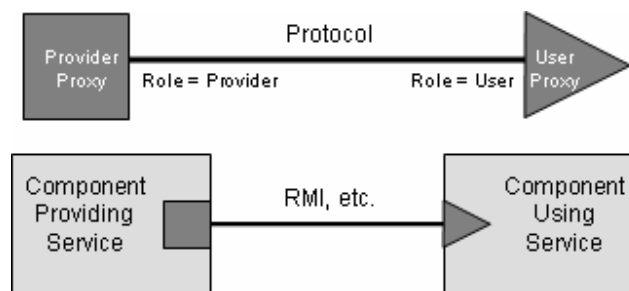 Protocol
Provider
Proxy
Role = Provider
Role = User
User
Proxy
Component
Providing
Service
RMI, etc.
Component
Using
Service